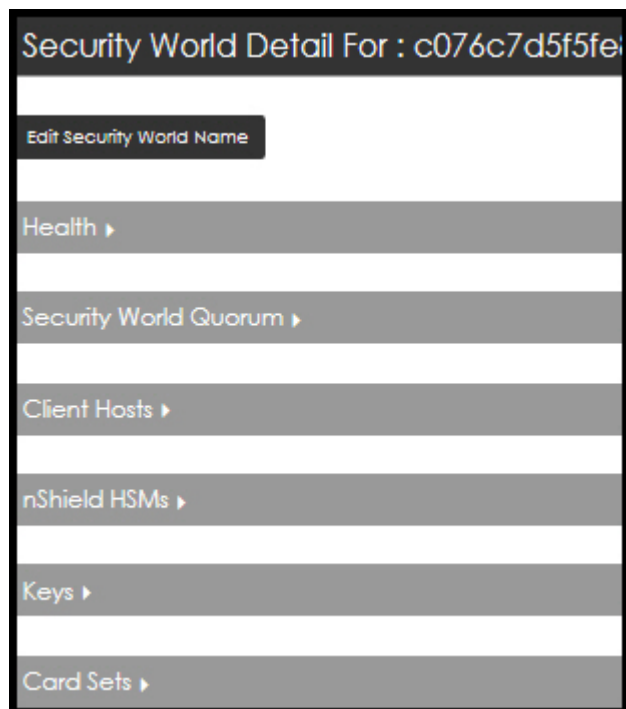 Security World Detail For : c076c7d5f5fe
Edit Security World Name
Health
Security World Quorum
Client Hosts
nShield HSMs
Keys
Card Sets